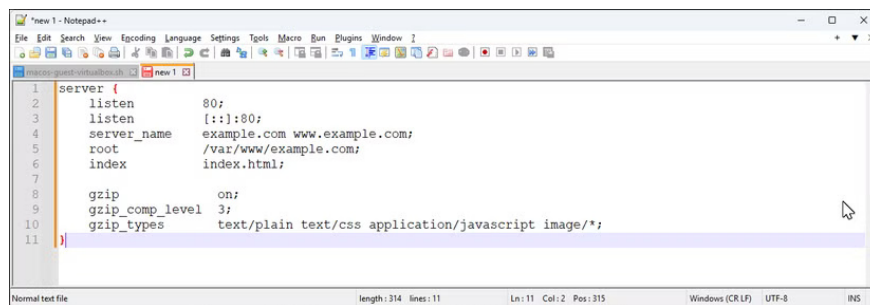 *new 1 - Notepad++
File Edit Search View Encoding Language Settings Tools Macro Run Plugins Window ?
macos-guest-virtualbox.sh new 1
1 server {
2 listen 80;
3 listen [::]:80;
4 server_name example.com www.example.com;
5 root /var/www/example.com;
6 index index.html;
7
8 gzip on;
9 gzip_comp_level 3;
10 gzip_types text/plain text/css application/javascript image/*;
11 }
Normal text file length : 314 lines : 11 Ln : 11 Col : 2 Pos : 315 Windows (CR LF) UTF-8 INS